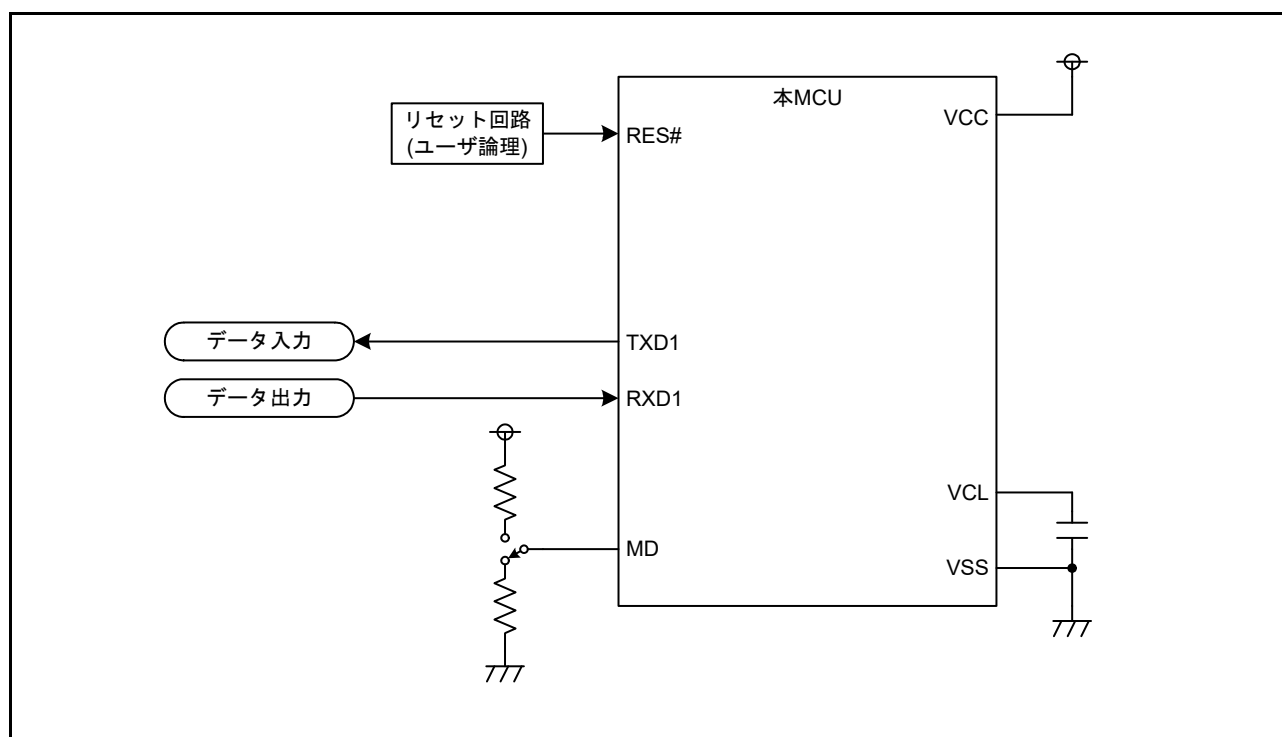 本MCU
VCC
リセット回路
(ユーザ論理)
RES#
データ入力
TXD1
データ出力
RXD1
VCL
MD
VSS